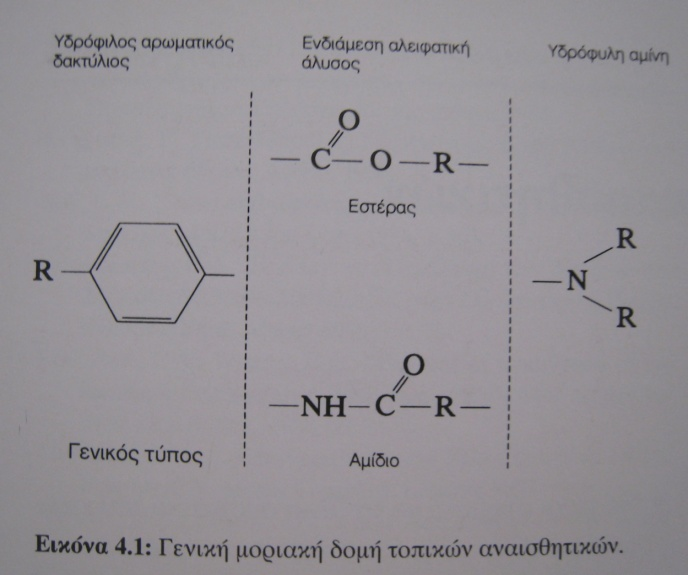 Υδρόφιλος αρωματικός
δακτύλιος
Ενδιάμεση αλειφατική
άλυσος
Υδρόφυλη αμίνη
O
— C — O — R —
Εστέρας
R
R
— N
R
O
—NH— C — R —
Αμίδιο
Γενικός τύπος
Εικόνα 4.1: Γενική μοριακή δομή τοπικών αναισθητικών.